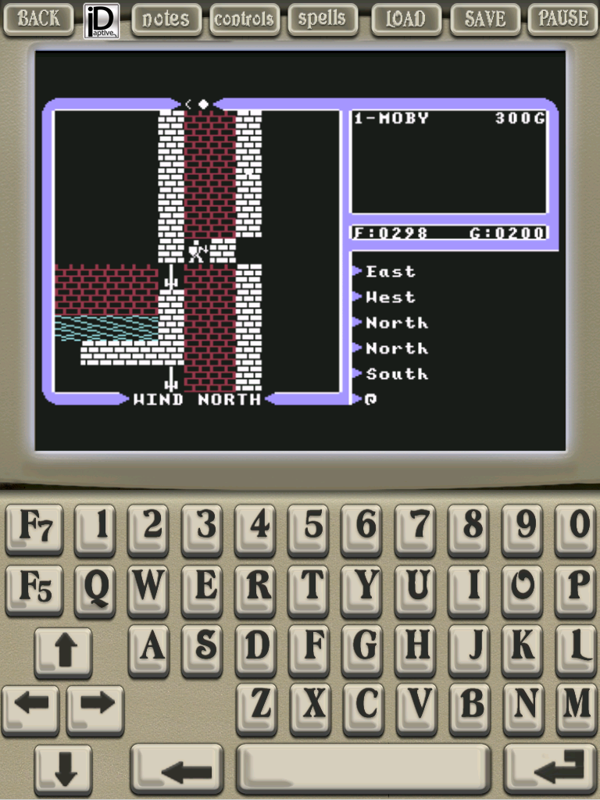 BACK iD aptive notes controls spells LOAD SAVE PAUSE
1-MOBY 300G
F:0298 G:0200
East
West
North
North
South
WIND NORTH
F7 1 2 3 4 5 6 7 8 9 0
F5 Q W E R T Y U I O P
A S D F G H J K L
Z X C V B N M